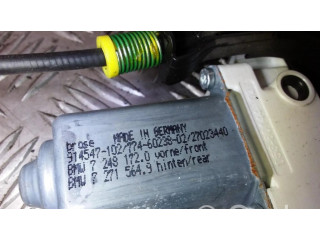 MADE IN GERMANY
brose
914547-102/774-60238-02/27023440
BMW 7 248 172.0 vorne/front
BMW 7 271 564.9 hinten/rear